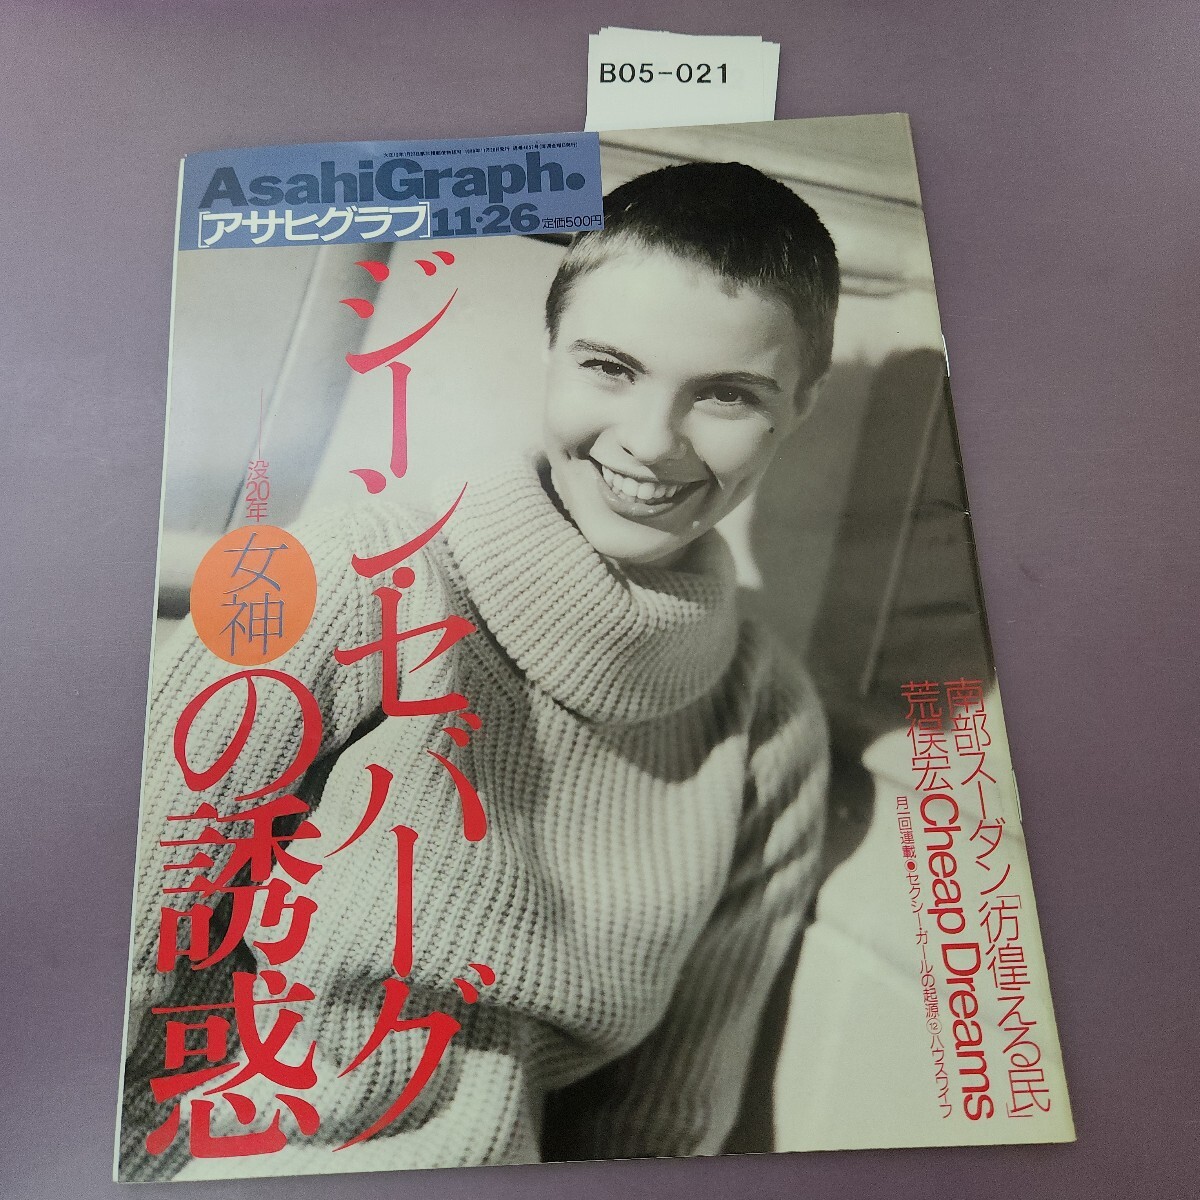 B05-021
AsahiGraph.
[アサヒグラフ]11·26 定価500円
ジーン・セバーグ
──没20年
女神の誘惑
南部スーダン「彷徨える民」
荒俣宏Cheap Dreams
月一回連載●セクシー・ガールの起源⑫ハウスワイフ